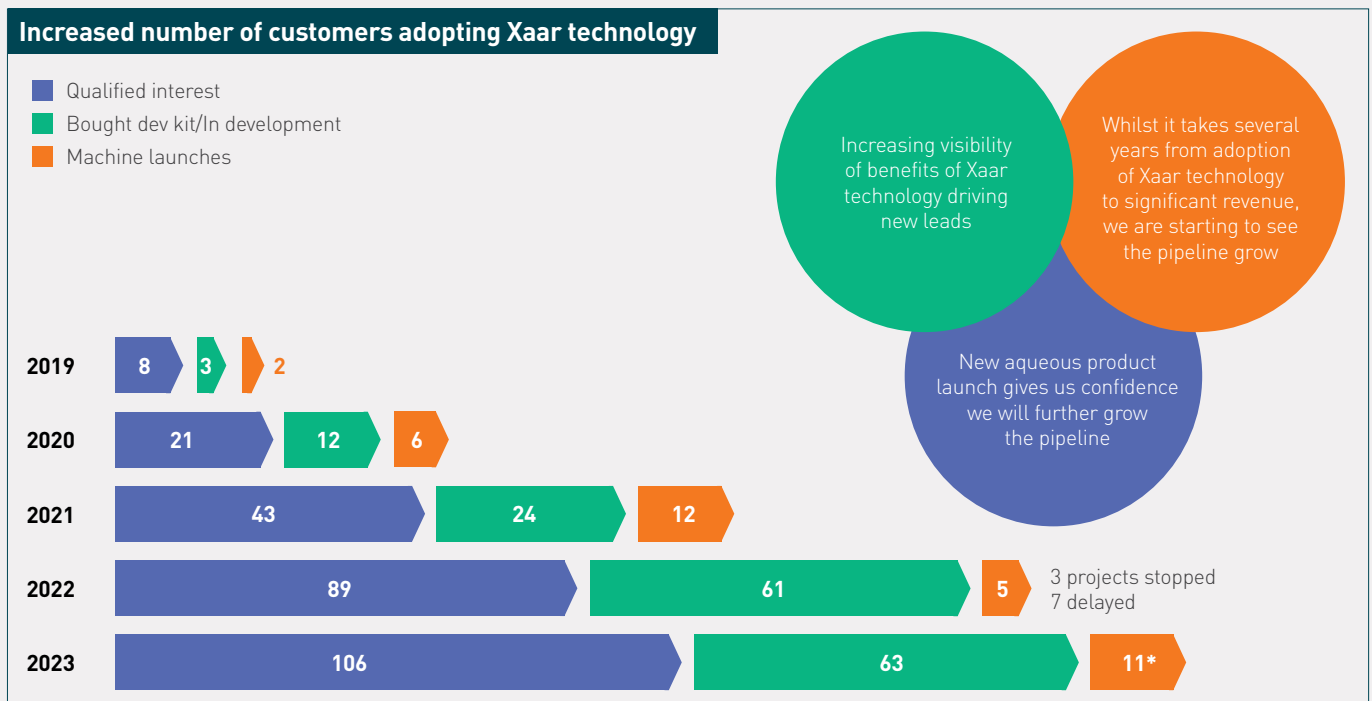 Increased number of customers adopting Xaar technology
Qualified interest
Bought dev kit/In development
Machine launches
Increasing visibility
of benefits of Xaar
technology driving
new leads
Whilst it takes several
years from adoption
of Xaar technology
to significant revenue,
we are starting to see
the pipeline grow
New aqueous product
launch gives us confidence
we will further grow
the pipeline
2019 8 3 2
2020 21 12 6
2021 43 24 12
2022 89 61 5 3 projects stopped
7 delayed
2023 106 63 11*